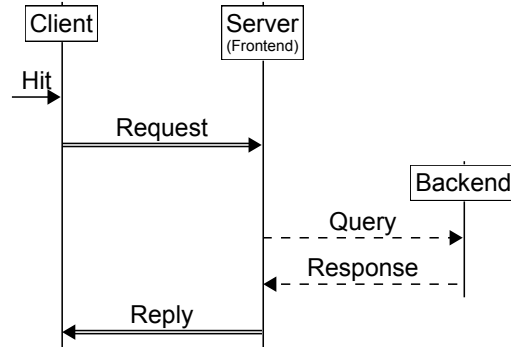 Client
Server
(Frontend)
Hit
Request
Backend
Query
Response
Reply